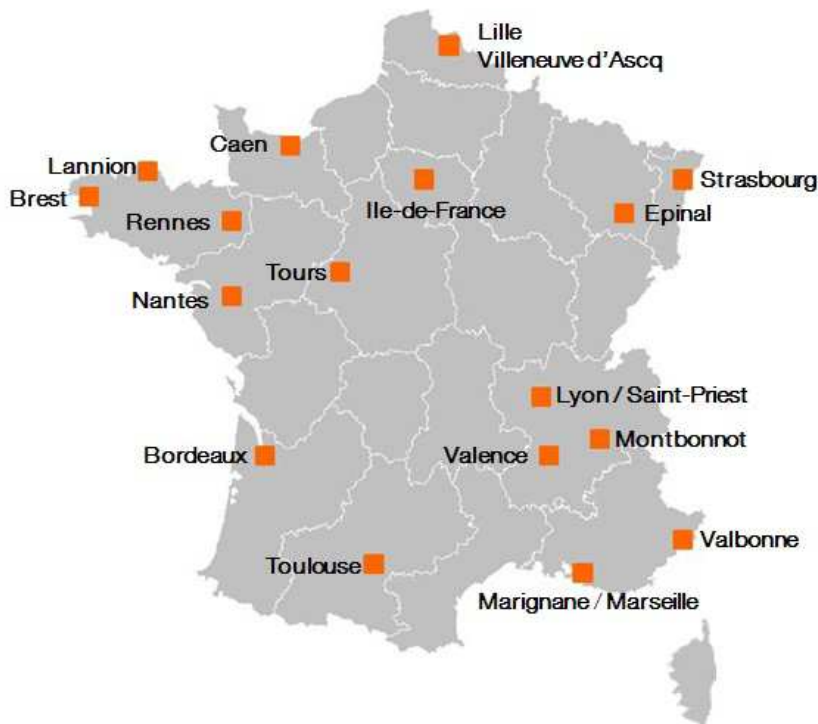 Lille
Villeneuve d'Ascq
Caen
Lannion
Strasbourg
Brest
Ile-de-France
Epinal
Rennes
Tours
Nantes
Lyon / Saint-Priest
Montbonnot
Bordeaux
Valence
Valbonne
Toulouse
Marignane / Marseille